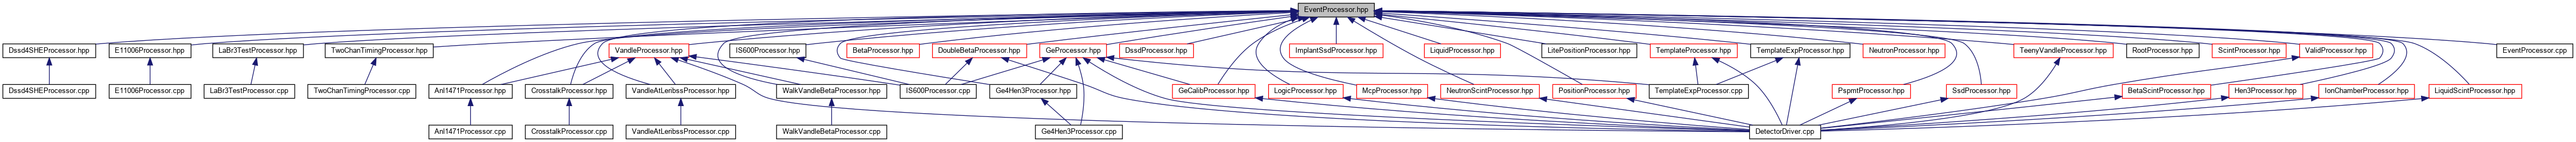 EventProcessor.hpp
Dssd4SHEProcessor.hpp
E11006Processor.hpp
LaBr3TestProcessor.hpp
TwoChanTimingProcessor.hpp
VandleProcessor.hpp
IS600Processor.hpp
BetaProcessor.hpp
DoubleBetaProcessor.hpp
GeProcessor.hpp
DssdProcessor.hpp
ImplantSsdProcessor.hpp
LiquidProcessor.hpp
LitePositionProcessor.hpp
TemplateProcessor.hpp
TemplateExpProcessor.hpp
NeutronProcessor.hpp
TeenyVandleProcessor.hpp
RootProcessor.hpp
ScintProcessor.hpp
ValidProcessor.hpp
EventProcessor.cpp
Dssd4SHEProcessor.cpp
E11006Processor.cpp
LaBr3TestProcessor.cpp
TwoChanTimingProcessor.cpp
Anl1471Processor.hpp
CrosstalkProcessor.hpp
VandleAtLeribssProcessor.hpp
WalkVandleBetaProcessor.hpp
IS600Processor.cpp
Ge4Hen3Processor.hpp
GeCalibProcessor.hpp
LogicProcessor.hpp
McpProcessor.hpp
NeutronScintProcessor.hpp
PositionProcessor.hpp
TemplateExpProcessor.cpp
PspmtProcessor.hpp
SsdProcessor.hpp
BetaScintProcessor.hpp
Hen3Processor.hpp
IonChamberProcessor.hpp
LiquidScintProcessor.hpp
Anl1471Processor.cpp
CrosstalkProcessor.cpp
VandleAtLeribssProcessor.cpp
WalkVandleBetaProcessor.cpp
Ge4Hen3Processor.cpp
DetectorDriver.cpp